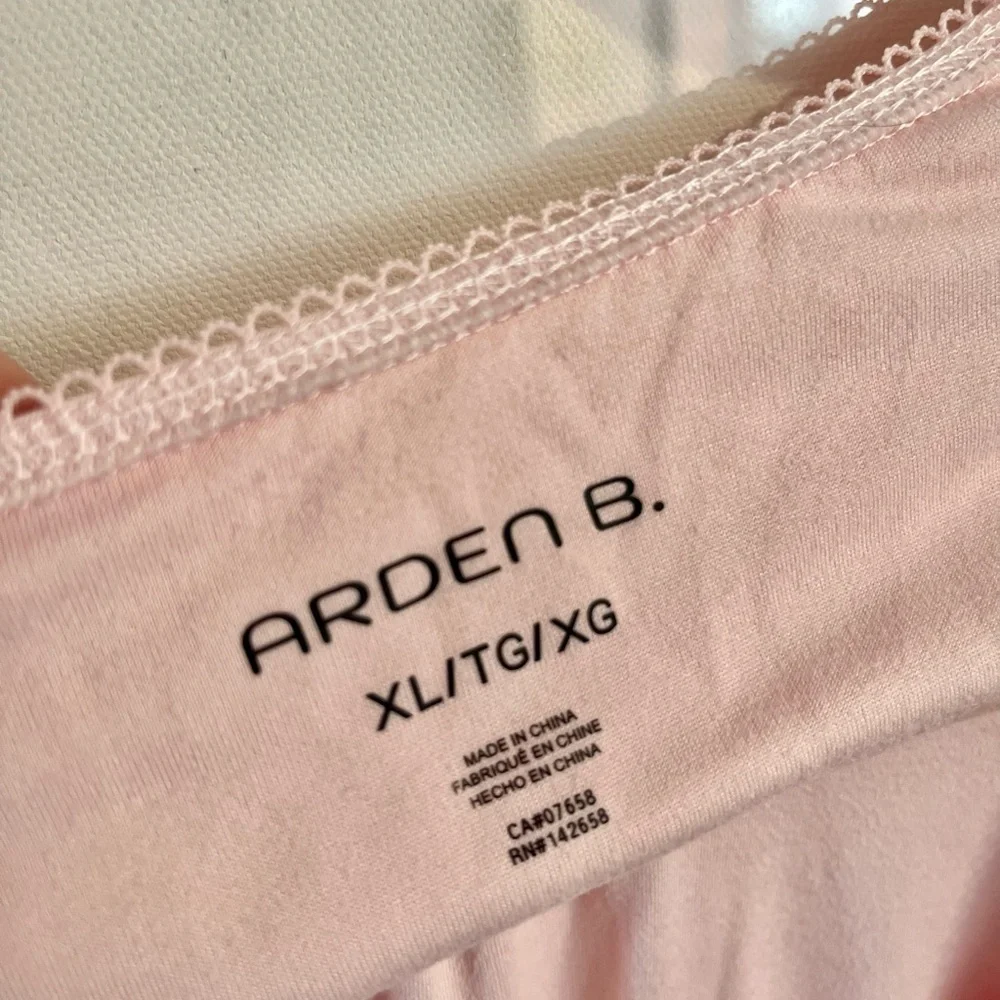 ARDEN B.
XL/TG/XG
MADE IN CHINA
FABRIQUÉ EN CHINE
HECHO EN CHINA
CA#07658
RN#142658